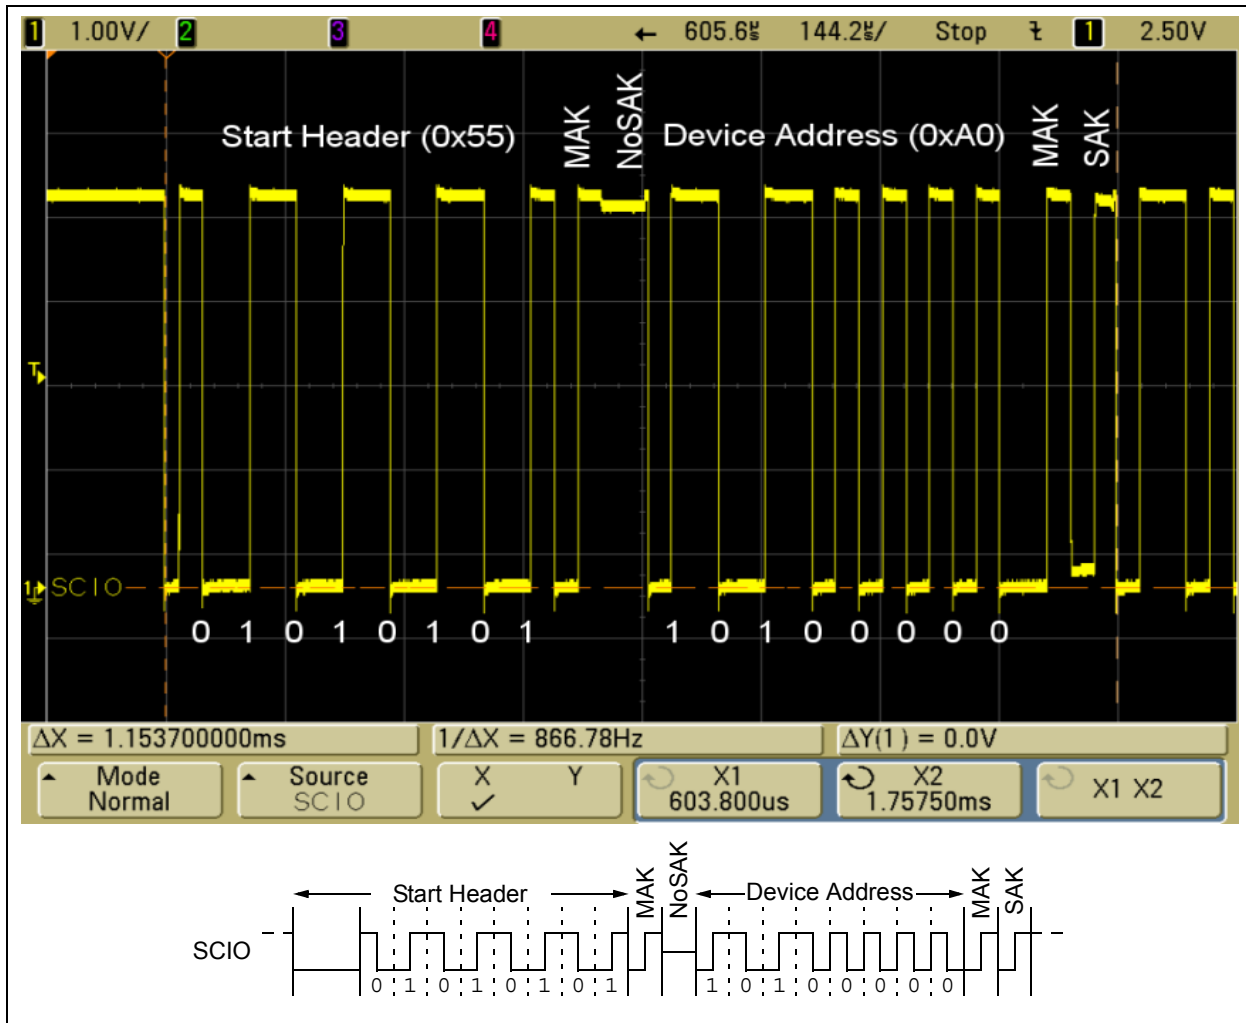 1 1.00V/ 2 3 4 ← 605.6µs 144.2µs/ Stop 1 2.50V
Start Header (0x55) MAK NoSAK Device Address (0xA0) MAK SAK
T
1 SCIO
0 1 0 1 0 1 0 1 1 0 1 0 0 0 0 0
ΔX = 1.153700000ms 1/ΔX = 866.78Hz ΔY(1) = 0.0V
Mode Source X Y X1 X2 X1 X2
Normal SCIO ✓ 603.800us 1.75750ms
Start Header MAK NoSAK Device Address MAK SAK
SCIO
0 1 0 1 0 1 0 1 1 0 1 0 0 0 0 0